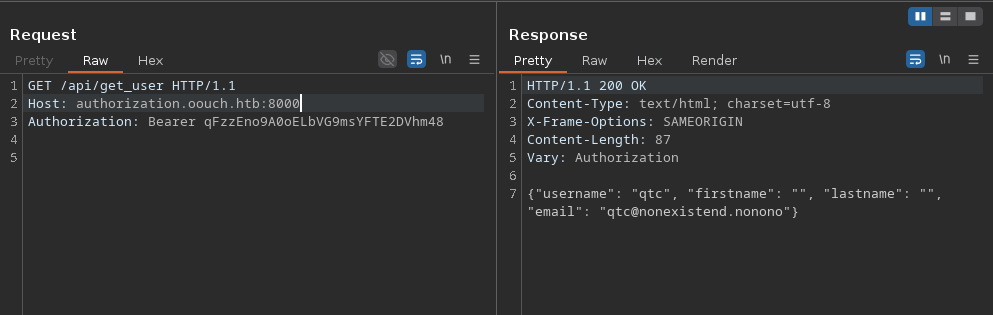 Request
Pretty Raw Hex \n
1 GET /api/get_user HTTP/1.1
2 Host: authorization.oouch.htb:8000
3 Authorization: Bearer qFzzEno9A0oELbVG9msYFTE2DVhm48
4
5
Response
Pretty Raw Hex Render \n
1 HTTP/1.1 200 OK
2 Content-Type: text/html; charset=utf-8
3 X-Frame-Options: SAMEORIGIN
4 Content-Length: 87
5 Vary: Authorization
6
7 {"username": "qtc", "firstname": "", "lastname": "",
"email": "qtc@nonexistend.nonono"}